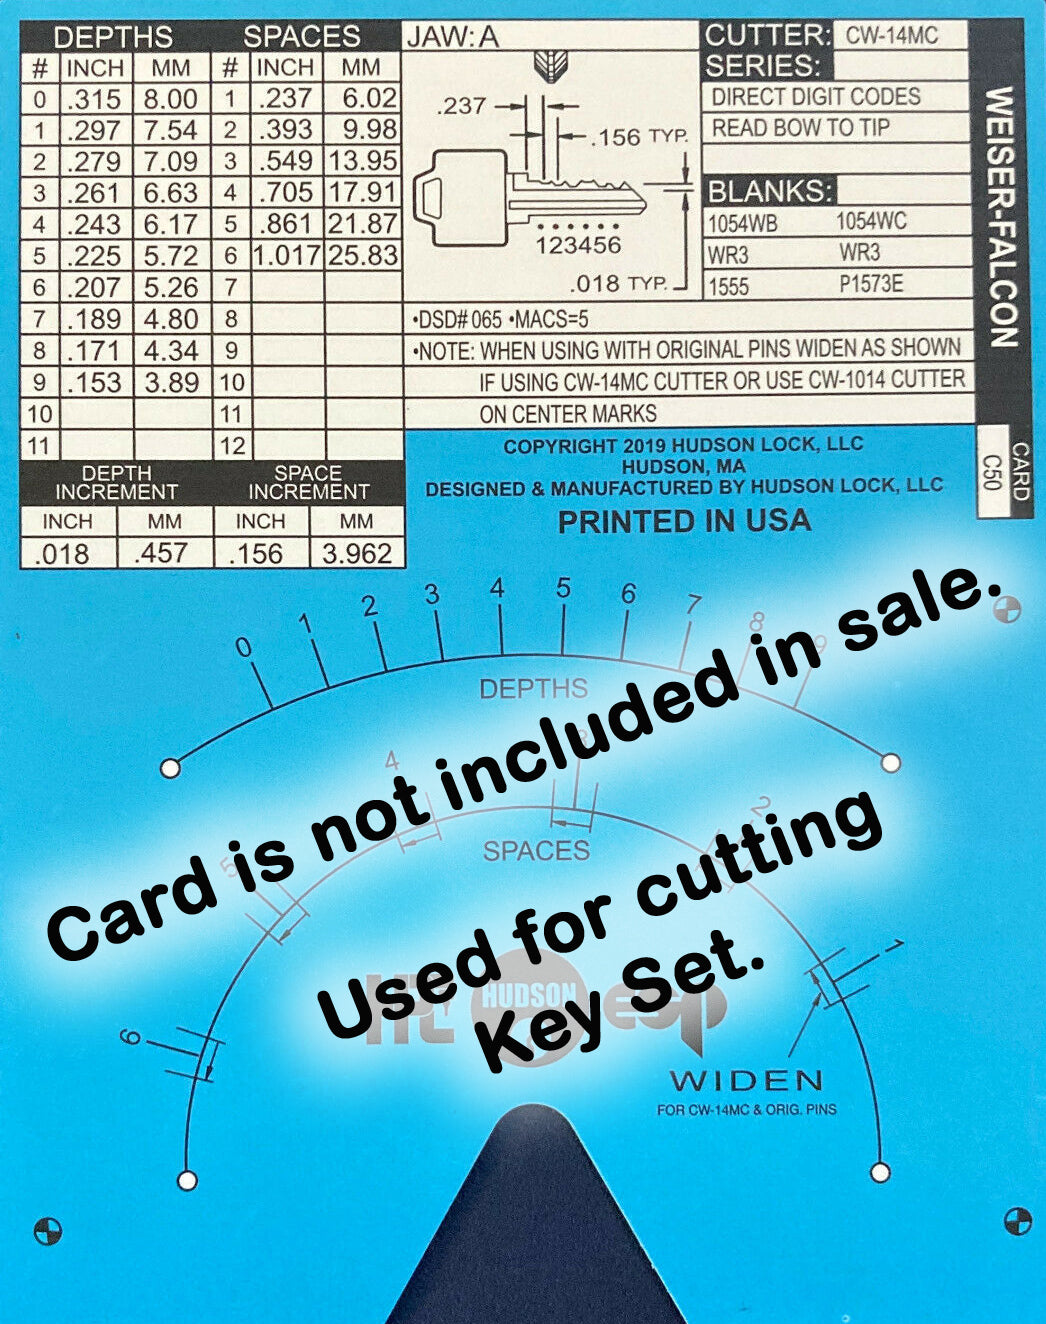 DEPTHS SPACES
# INCH MM # INCH MM
0 .315 8.00 1 .237 6.02
1 .297 7.54 2 .393 9.98
2 .279 7.09 3 .549 13.95
3 .261 6.63 4 .705 17.91
4 .243 6.17 5 .861 21.87
5 .225 5.72 6 1.017 25.83
6 .207 5.26 7
7 .189 4.80 8
8 .171 4.34 9
9 .153 3.89 10
10 11
11 12
DEPTH INCREMENT SPACE INCREMENT
INCH MM INCH MM
.018 .457 .156 3.962
JAW: A
.237
.156 TYP.
123456
.018 TYP.
CUTTER: CW-14MC
SERIES:
DIRECT DIGIT CODES
READ BOW TO TIP
BLANKS:
1054WB 1054WC
WR3 WR3
1555 P1573E
•DSD# 065 •MACS=5
•NOTE: WHEN USING WITH ORIGINAL PINS WIDEN AS SHOWN
IF USING CW-14MC CUTTER OR USE CW-1014 CUTTER
ON CENTER MARKS
WEISER-FALCON
CARD
C50
COPYRIGHT 2019 HUDSON LOCK, LLC
HUDSON, MA
DESIGNED & MANUFACTURED BY HUDSON LOCK, LLC
PRINTED IN USA
0 1 2 3 4 5 6 7 8 9
DEPTHS
Card is not included in sale.
6 5 4 3 2 1
SPACES
Used for cutting
Key Set.
HUDSON
esp
WIDEN
FOR CW-14MC & ORIG. PINS